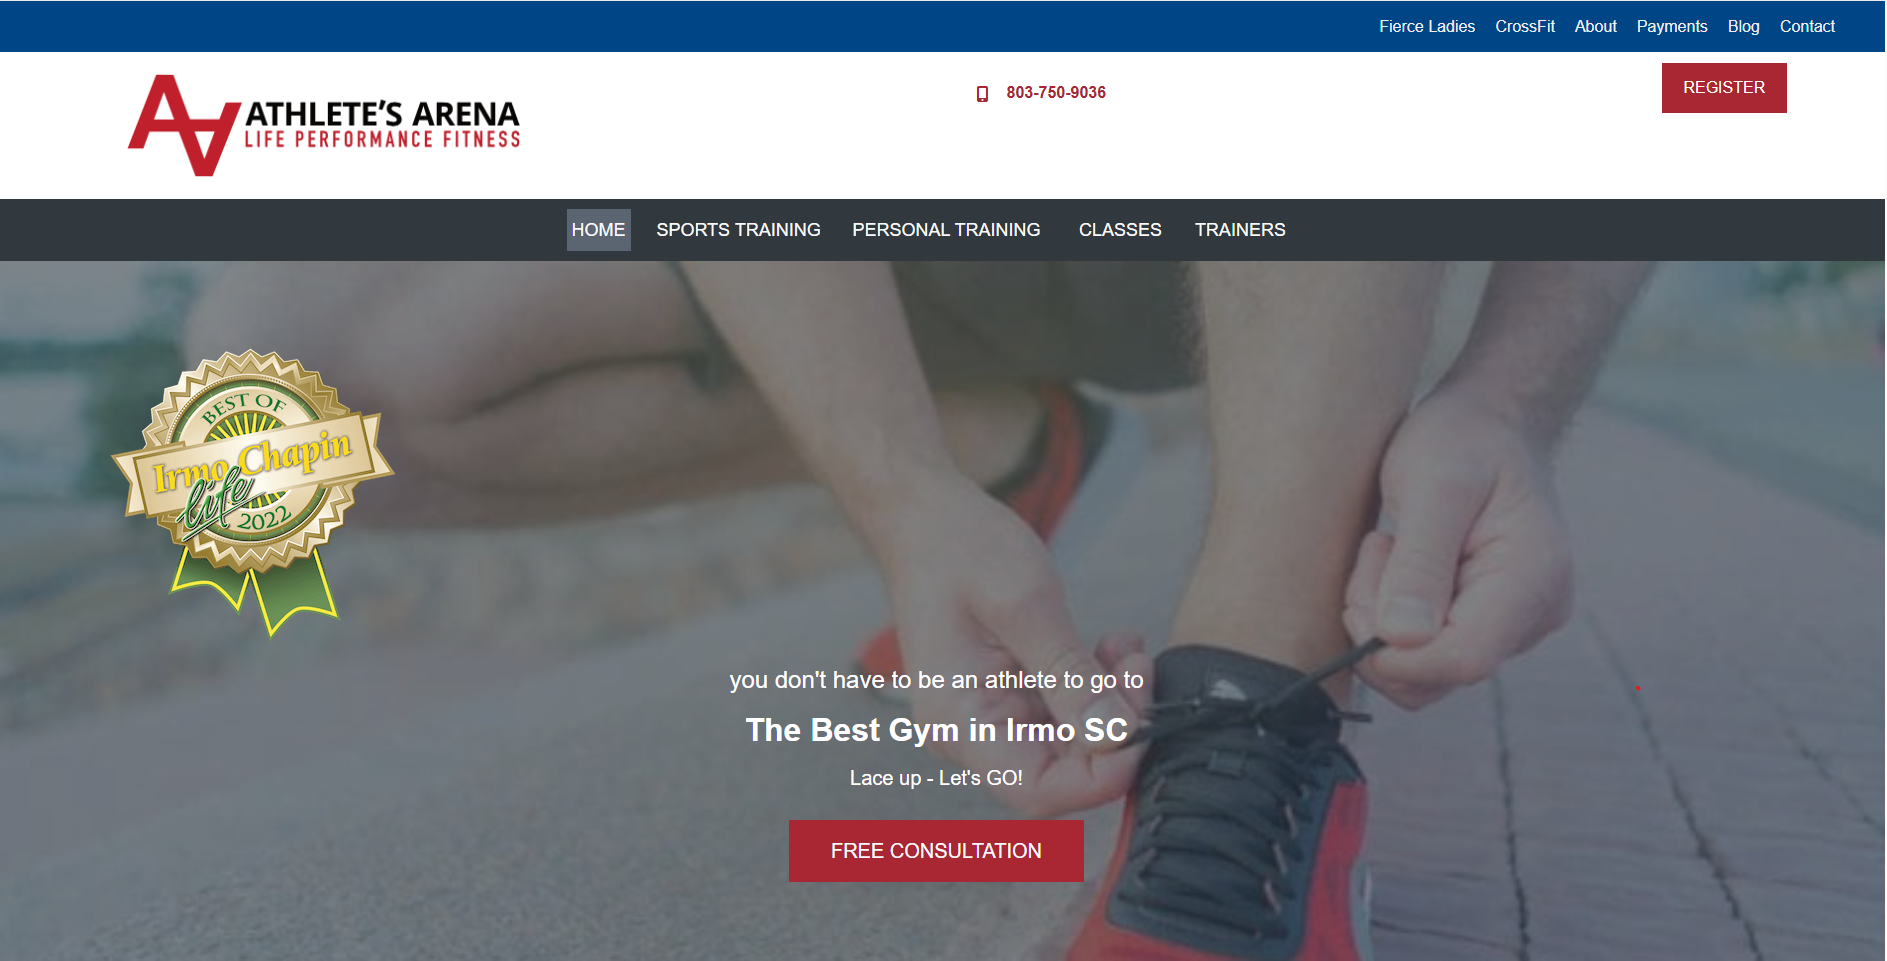 Fierce Ladies CrossFit About Payments Blog Contact
ATHLETE'S ARENA
LIFE PERFORMANCE FITNESS
803-750-9036
REGISTER
HOME SPORTS TRAINING PERSONAL TRAINING CLASSES TRAINERS
BEST OF
Irmo Chapin
life
2022
you don't have to be an athlete to go to
The Best Gym in Irmo SC
Lace up - Let's GO!
FREE CONSULTATION